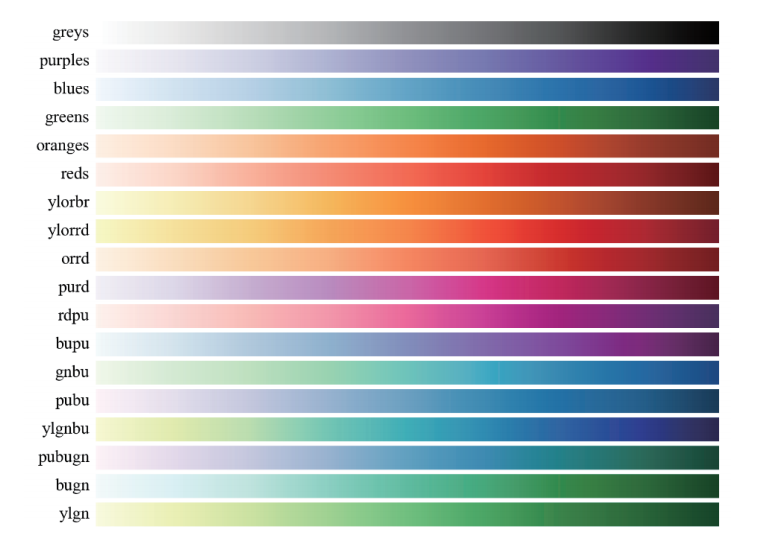 greys
purples
blues
greens
oranges
reds
ylorbr
ylorrd
orrd
purd
rdpu
bupu
gnbu
pubu
ylgnbu
pubugn
bugn
ylgn